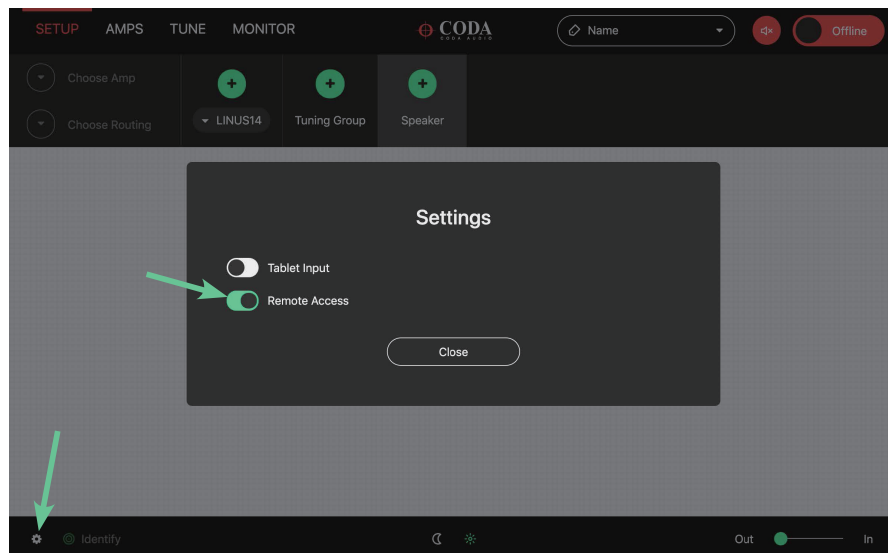 SETUP AMPS TUNE MONITOR CODA Name Offline
CODA AUDIO
Choose Amp
Choose Routing LINUS14 Tuning Group Speaker
Settings
Tablet Input
Remote Access
Close
Identify Out In